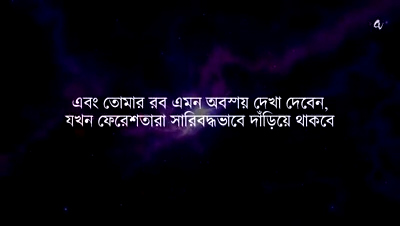 এবং তোমার রব এমন অবস্থায় দেখা দেবেন,
যখন ফেরেশতারা সারিবদ্ধভাবে দাঁড়িয়ে থাকবে